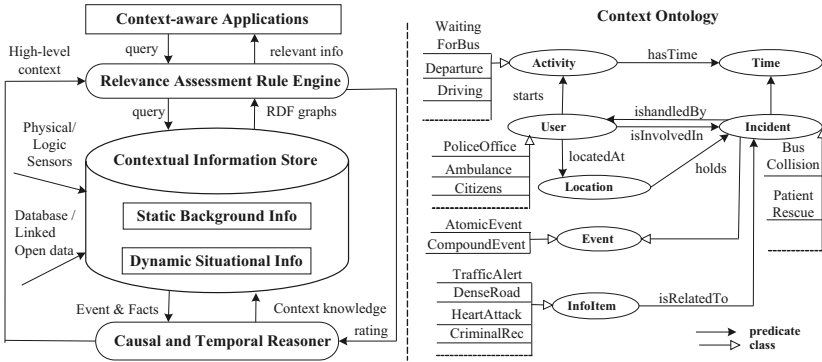 Context-aware Applications
High-level
context
query
relevant info
Relevance Assessment Rule Engine
query
RDF graphs
Physical/
Logic
Sensors
Contextual Information Store
Static Background Info
Database /
Linked
Open data
Dynamic Situational Info
Event & Facts
Context knowledge
rating
Causal and Temporal Reasoner
Context Ontology
Waiting
ForBus
Departure
Driving
Activity
hasTime
Time
starts
ishandledBy
User
isInvolvedIn
Incident
PoliceOffice
Ambulance
Citizens
locatedAt
Location
holds
Bus
Collision
Patient
Rescue
AtomicEvent
CompoundEvent
Event
TrafficAlert
DenseRoad
HeartAttack
CriminalRec
InfoItem
isRelatedTo
predicate
class